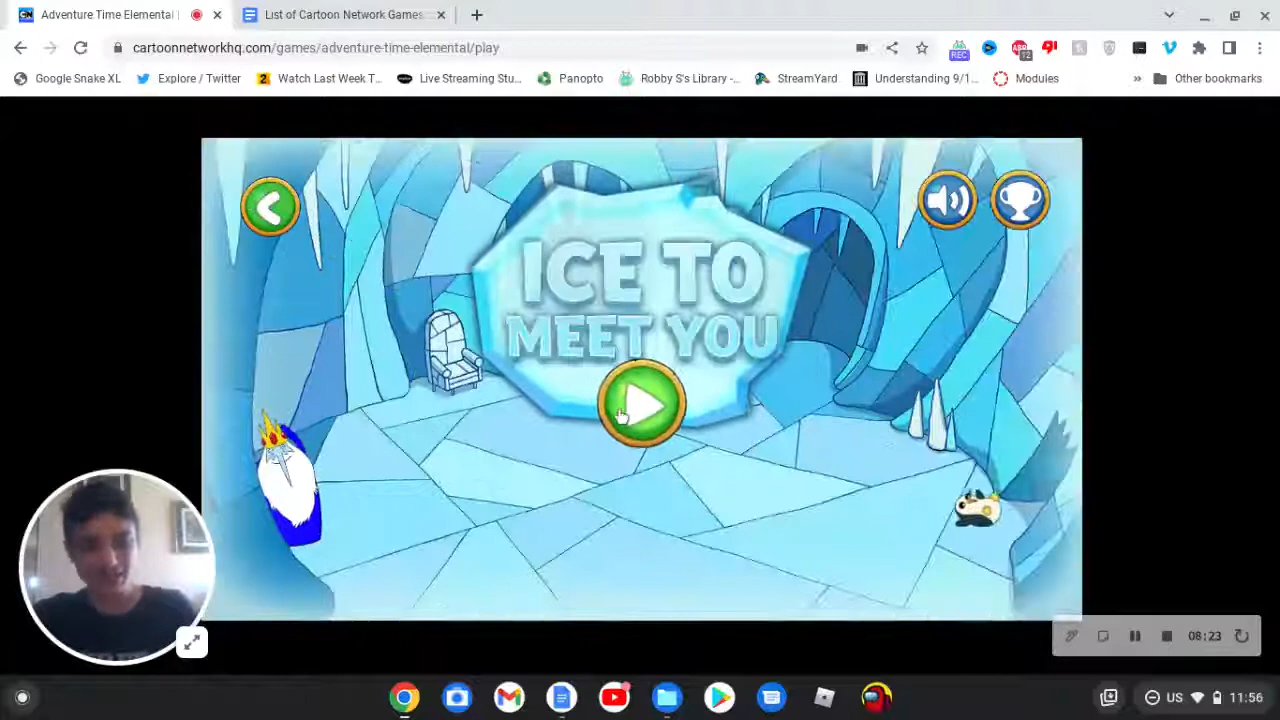 Adventure Time Elemental
List of Cartoon Network Games
cartoonnetworkhq.com/games/adventure-time-elemental/play
REC
12
Google Snake XL
Explore / Twitter
Watch Last Week T...
Live Streaming Stu...
Panopto
Robby S's Library -...
StreamYard
Understanding 9/1...
Modules
»
Other bookmarks
ICE TO
MEET YOU
08:23
US
11:56